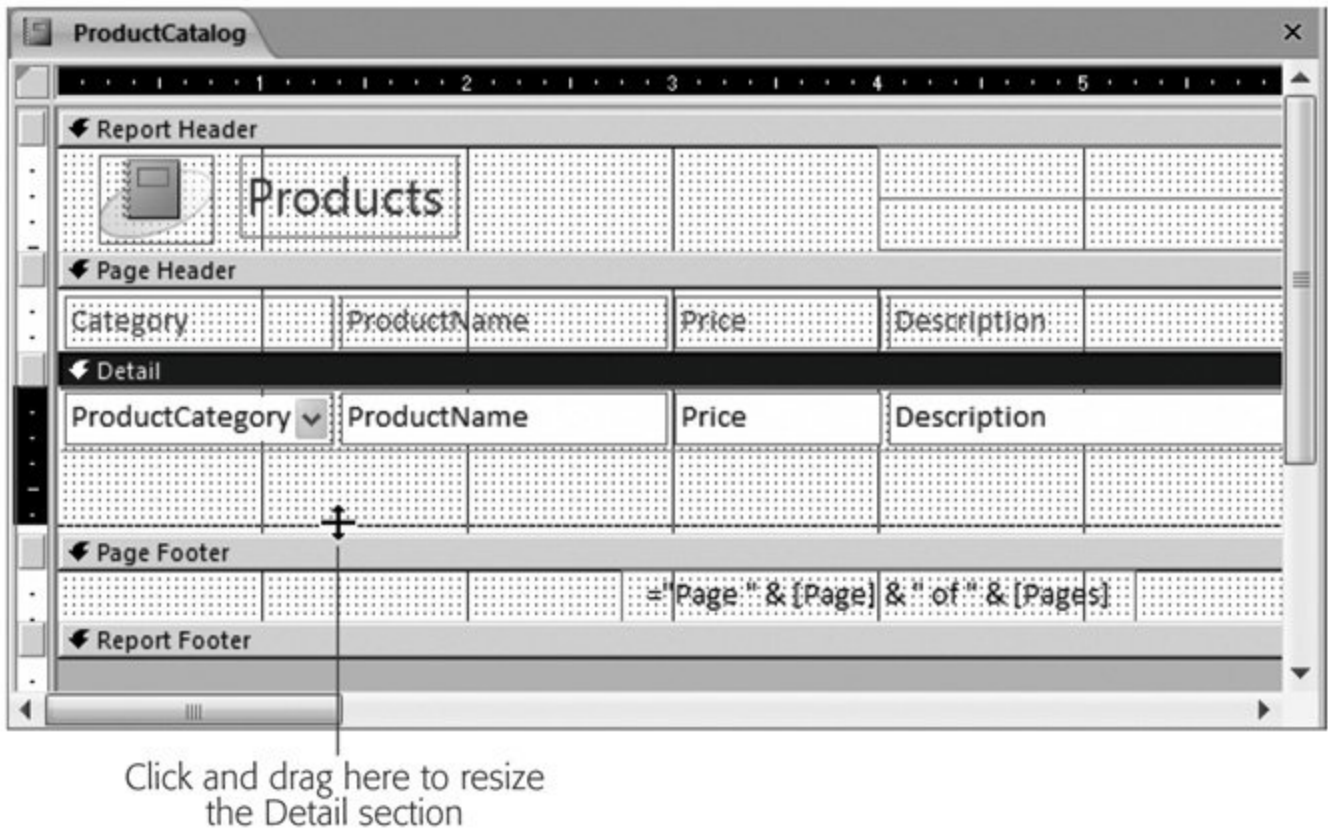 ProductCatalog
1 2 3 4 5
Report Header
Products
Page Header
Category ProductName Price Description
Detail
ProductCategory ProductName Price Description
Page Footer
="Page " & [Page] & " of " & [Pages]
Report Footer
Click and drag here to resize
the Detail section